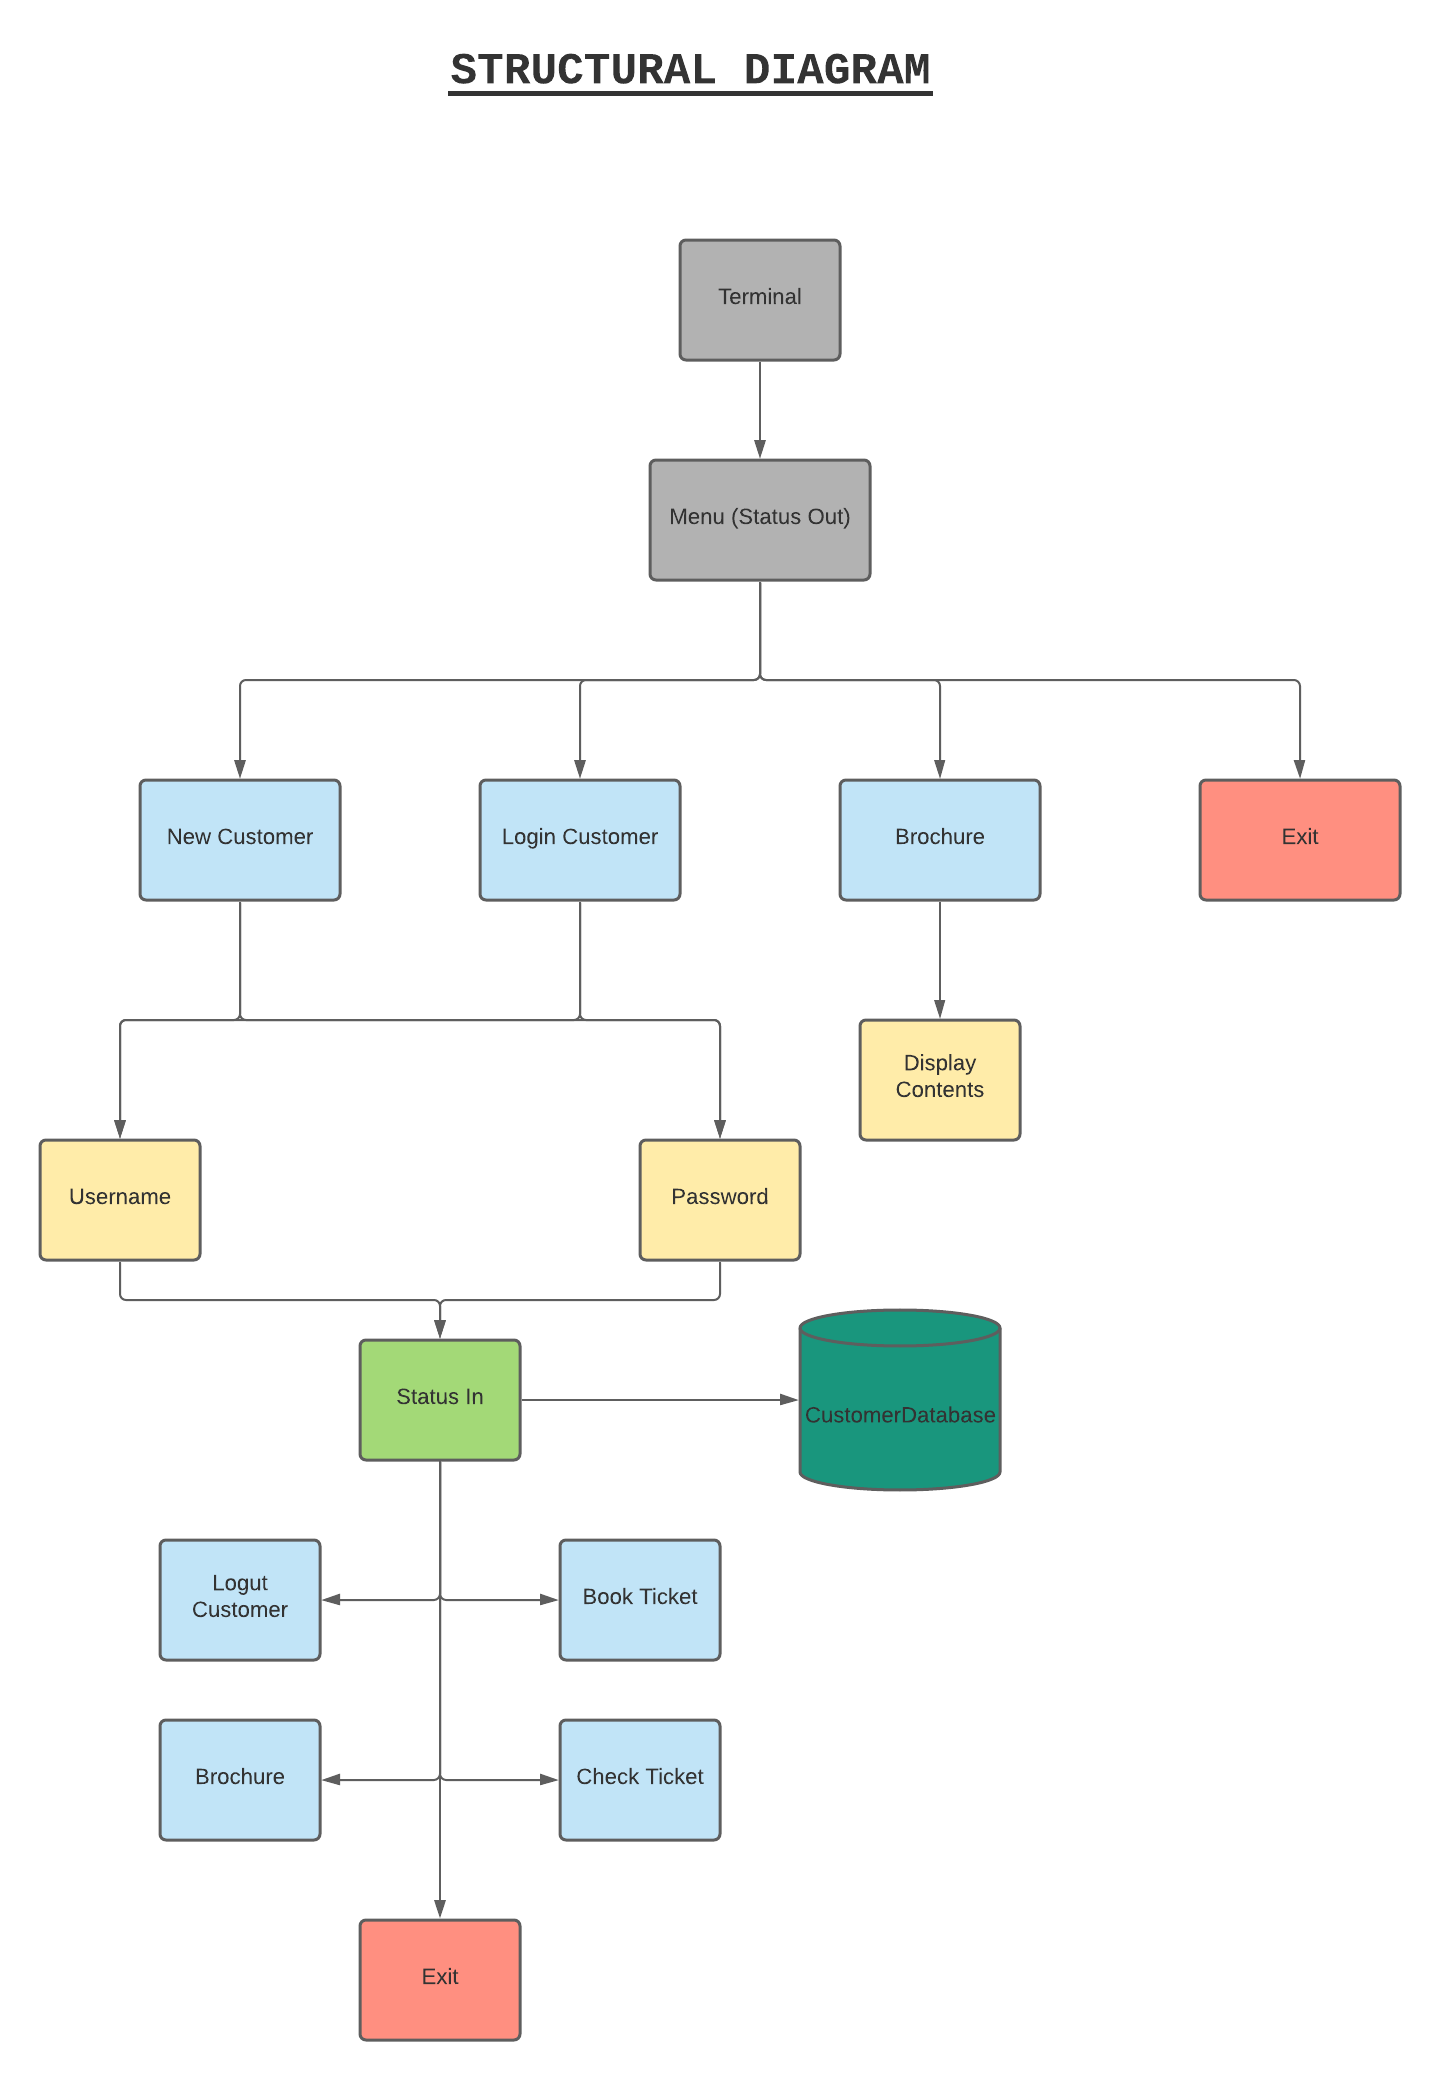 STRUCTURAL DIAGRAM
Terminal
Menu (Status Out)
New Customer
Login Customer
Brochure
Exit
Display
Contents
Username
Password
Status In
CustomerDatabase
Logut
Customer
Book Ticket
Brochure
Check Ticket
Exit